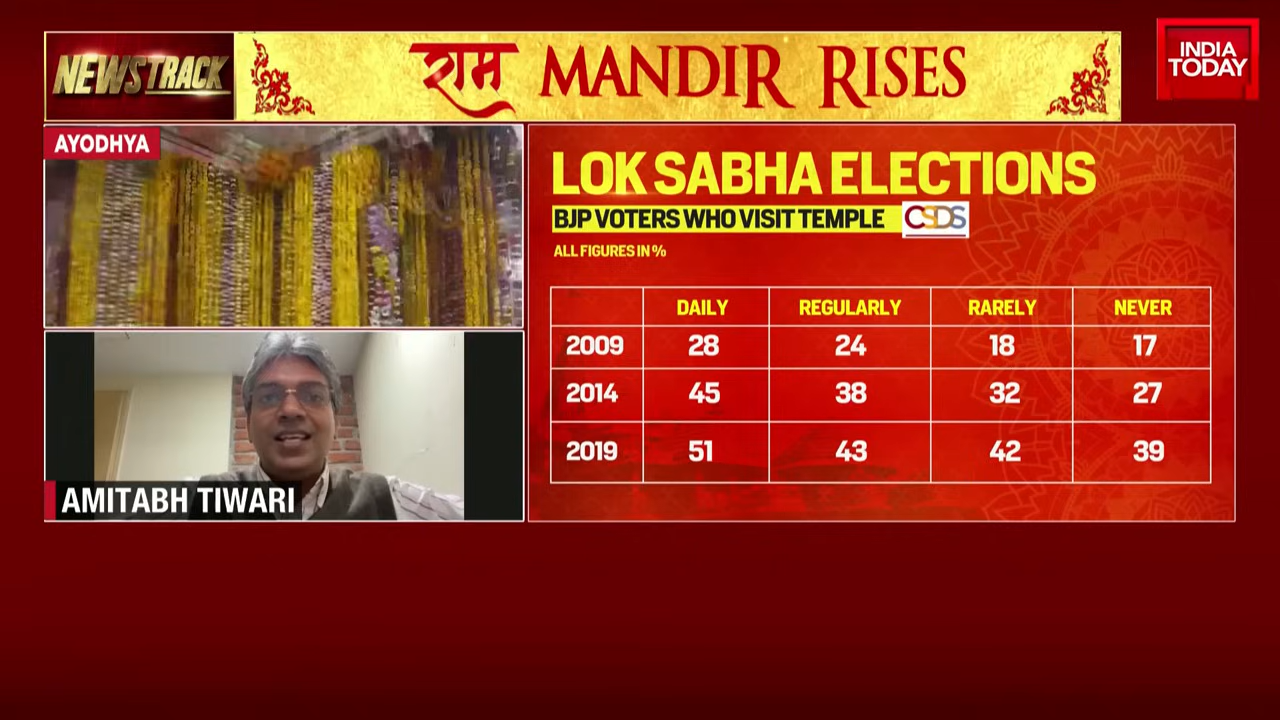 NEWSTRACK
राम MANDIR RISES
INDIA
TODAY
AYODHYA
AMITABH TIWARI
LOK SABHA ELECTIONS
BJP VOTERS WHO VISIT TEMPLE CSDS
ALL FIGURES IN %
DAILY REGULARLY RARELY NEVER
2009 28 24 18 17
2014 45 38 32 27
2019 51 43 42 39